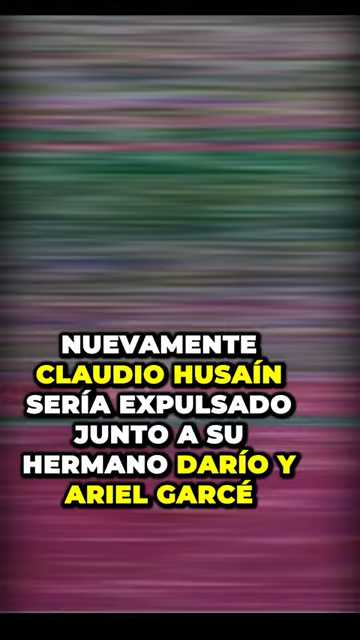 NUEVAMENTE
CLAUDIO HUSAÍN
SERÍA EXPULSADO
JUNTO A SU
HERMANO DARÍO Y
ARIEL GARCÉ